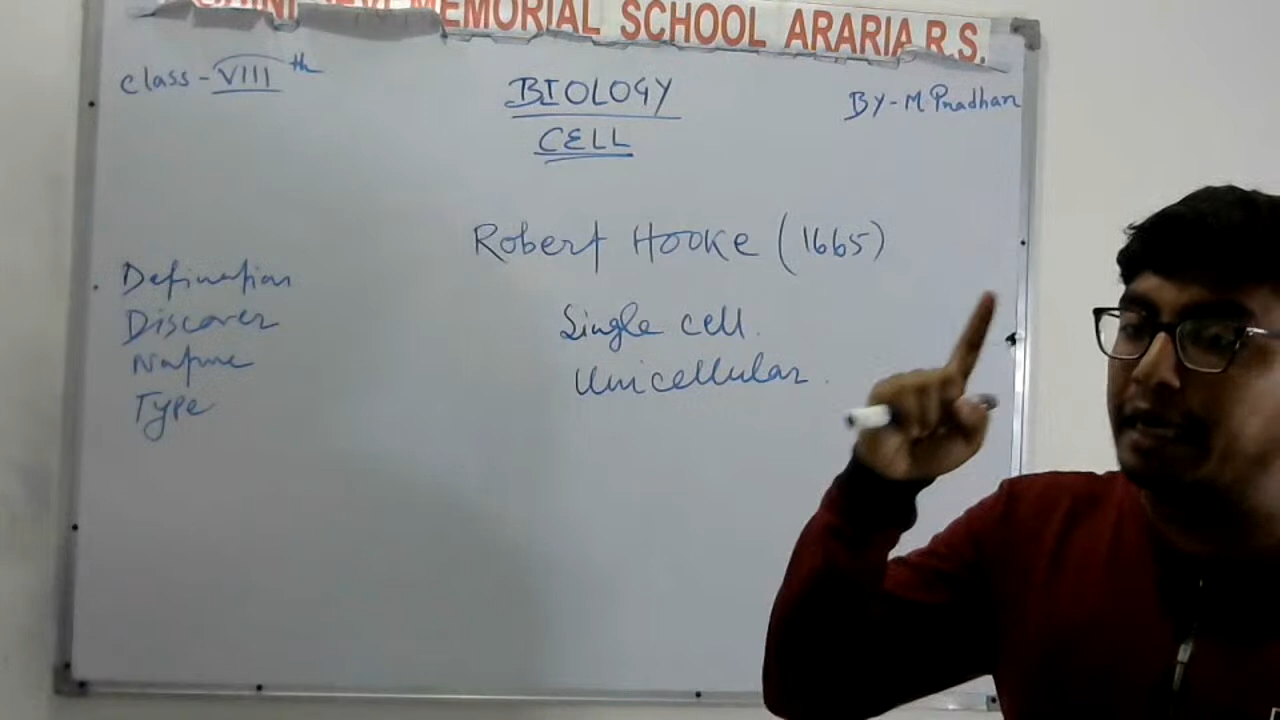 MEMORIAL SCHOOL ARARIA R.S.
Class - VIII th
BIOLOGY
BY - M Pradhan
CELL
Robert Hooke (1665)
Defination
Discover
Nature
Type
Single cell.
Unicellular.